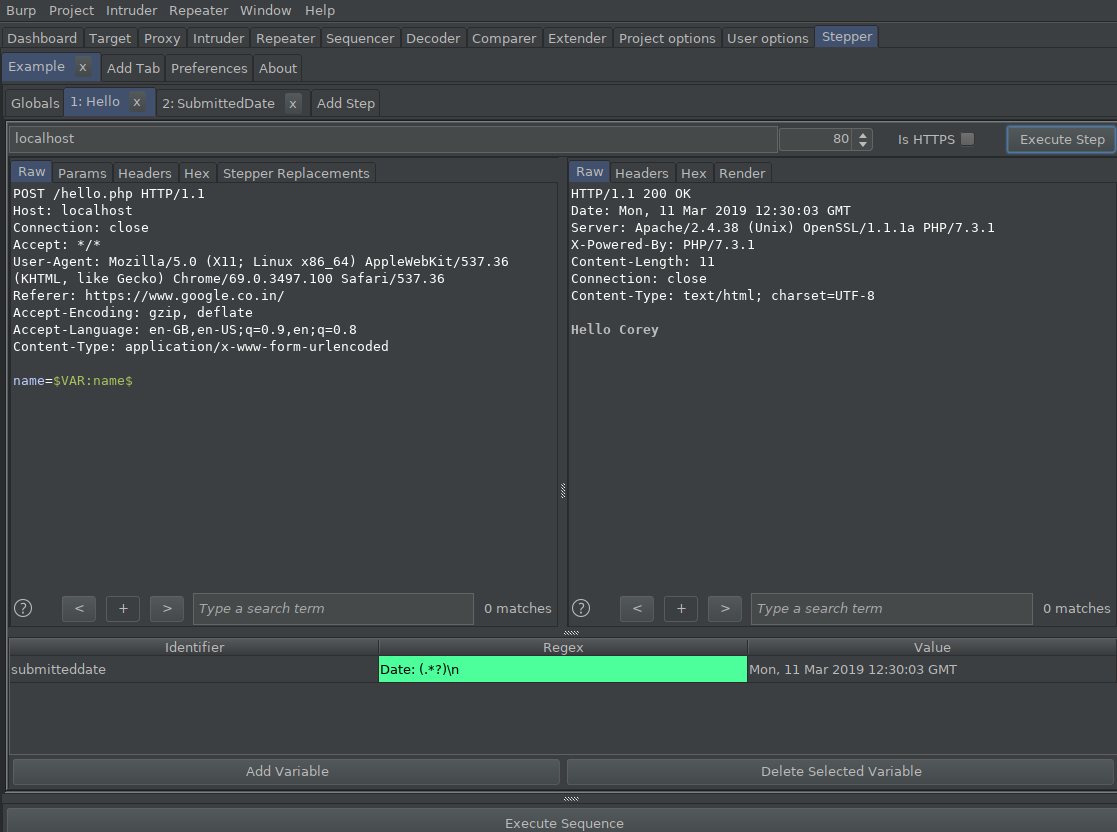 Burp Project Intruder Repeater Window Help
Dashboard Target Proxy Intruder Repeater Sequencer Decoder Comparer Extender Project options User options Stepper
Example x Add Tab Preferences About
Globals 1: Hello x 2: SubmittedDate x Add Step
localhost 80 Is HTTPS Execute Step
Raw Params Headers Hex Stepper Replacements
POST /hello.php HTTP/1.1
Host: localhost
Connection: close
Accept: */*
User-Agent: Mozilla/5.0 (X11; Linux x86_64) AppleWebKit/537.36
(KHTML, like Gecko) Chrome/69.0.3497.100 Safari/537.36
Referer: https://www.google.co.in/
Accept-Encoding: gzip, deflate
Accept-Language: en-GB,en-US;q=0.9,en;q=0.8
Content-Type: application/x-www-form-urlencoded
name=$VAR:name$
? < + > Type a search term 0 matches
Raw Headers Hex Render
HTTP/1.1 200 OK
Date: Mon, 11 Mar 2019 12:30:03 GMT
Server: Apache/2.4.38 (Unix) OpenSSL/1.1.1a PHP/7.3.1
X-Powered-By: PHP/7.3.1
Content-Length: 11
Connection: close
Content-Type: text/html; charset=UTF-8
Hello Corey
? < + > Type a search term 0 matches
Identifier Regex Value
submitteddate Date: (.*?)\n Mon, 11 Mar 2019 12:30:03 GMT
Add Variable Delete Selected Variable
Execute Sequence